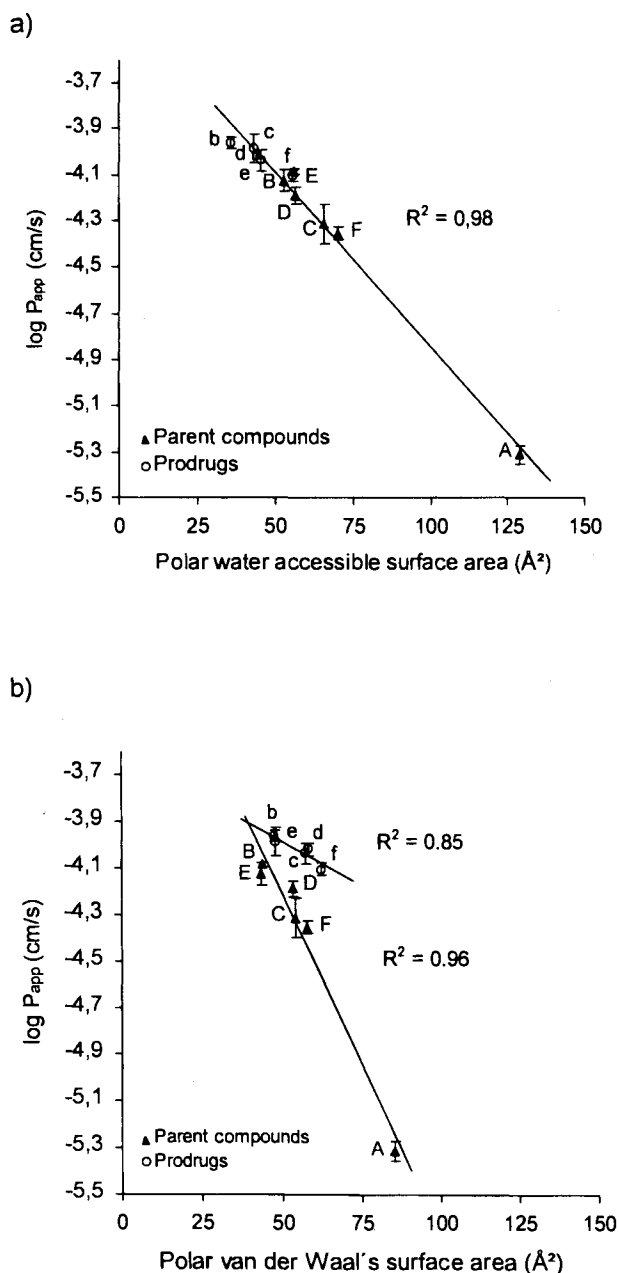 a)
-3,7
-3,9
-4,1
-4,3
-4,5
-4,7
-4,9
-5,1
-5,3
-5,5
log Papp (cm/s)
b
c
d
e
f
E
B
D
C
F
A
R² = 0,98
▲ Parent compounds
○ Prodrugs
0 25 50 75 100 125 150
Polar water accessible surface area (Å²)
b)
-3,7
-3,9
-4,1
-4,3
-4,5
-4,7
-4,9
-5,1
-5,3
-5,5
log Papp (cm/s)
b
e
d
c
f
B
E
D
C
F
A
R² = 0.85
R² = 0.96
▲ Parent compounds
○ Prodrugs
0 25 50 75 100 125 150
Polar van der Waal´s surface area (Å²)